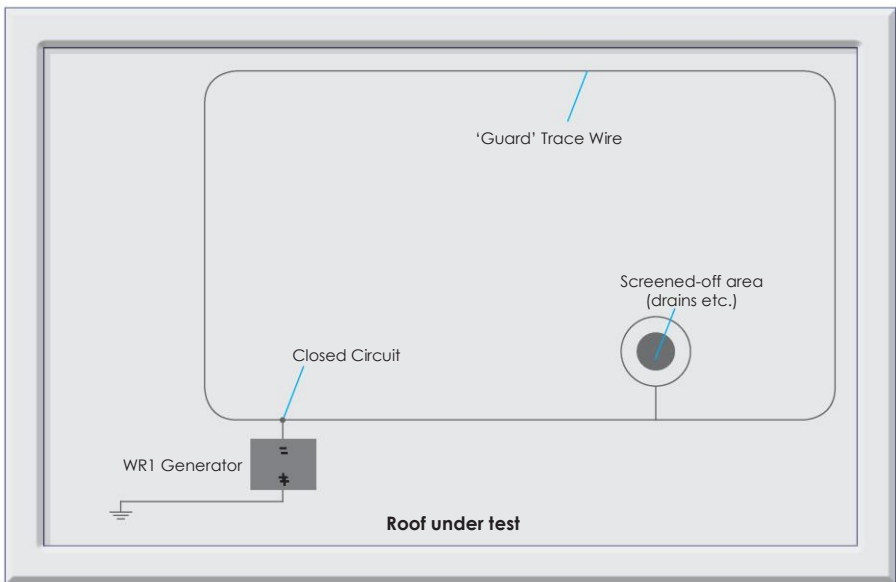 ‘Guard’ Trace Wire
Screened-off area
(drains etc.)
Closed Circuit
WR1 Generator
Roof under test